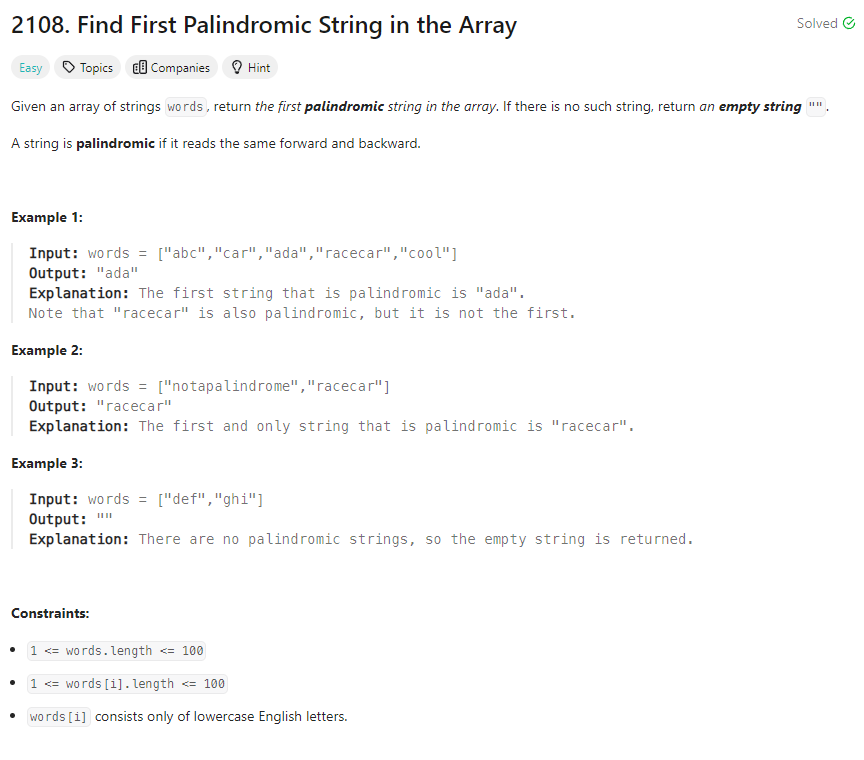 2108. Find First Palindromic String in the Array
Solved
Easy Topics Companies Hint
Given an array of strings words, return the first palindromic string in the array. If there is no such string, return an empty string "".
A string is palindromic if it reads the same forward and backward.
Example 1:
Input: words = ["abc","car","ada","racecar","cool"]
Output: "ada"
Explanation: The first string that is palindromic is "ada".
Note that "racecar" is also palindromic, but it is not the first.
Example 2:
Input: words = ["notapalindrome","racecar"]
Output: "racecar"
Explanation: The first and only string that is palindromic is "racecar".
Example 3:
Input: words = ["def","ghi"]
Output: ""
Explanation: There are no palindromic strings, so the empty string is returned.
Constraints:
• 1 <= words.length <= 100
• 1 <= words[i].length <= 100
• words[i] consists only of lowercase English letters.